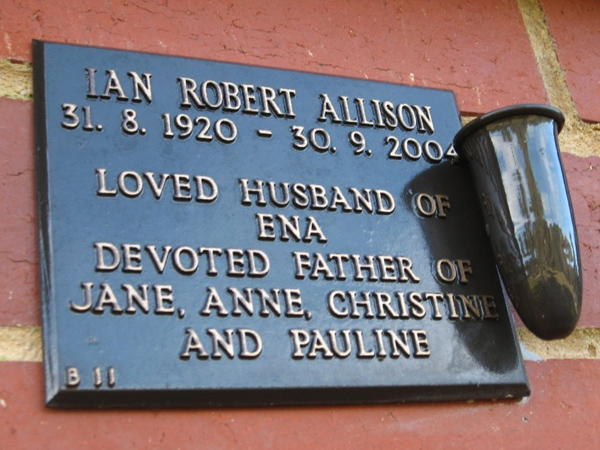 IAN ROBERT ALLISON
31. 8. 1920 - 30. 9. 2004
LOVED HUSBAND OF
ENA
DEVOTED FATHER OF
JANE, ANNE, CHRISTINE
AND PAULINE
B 11